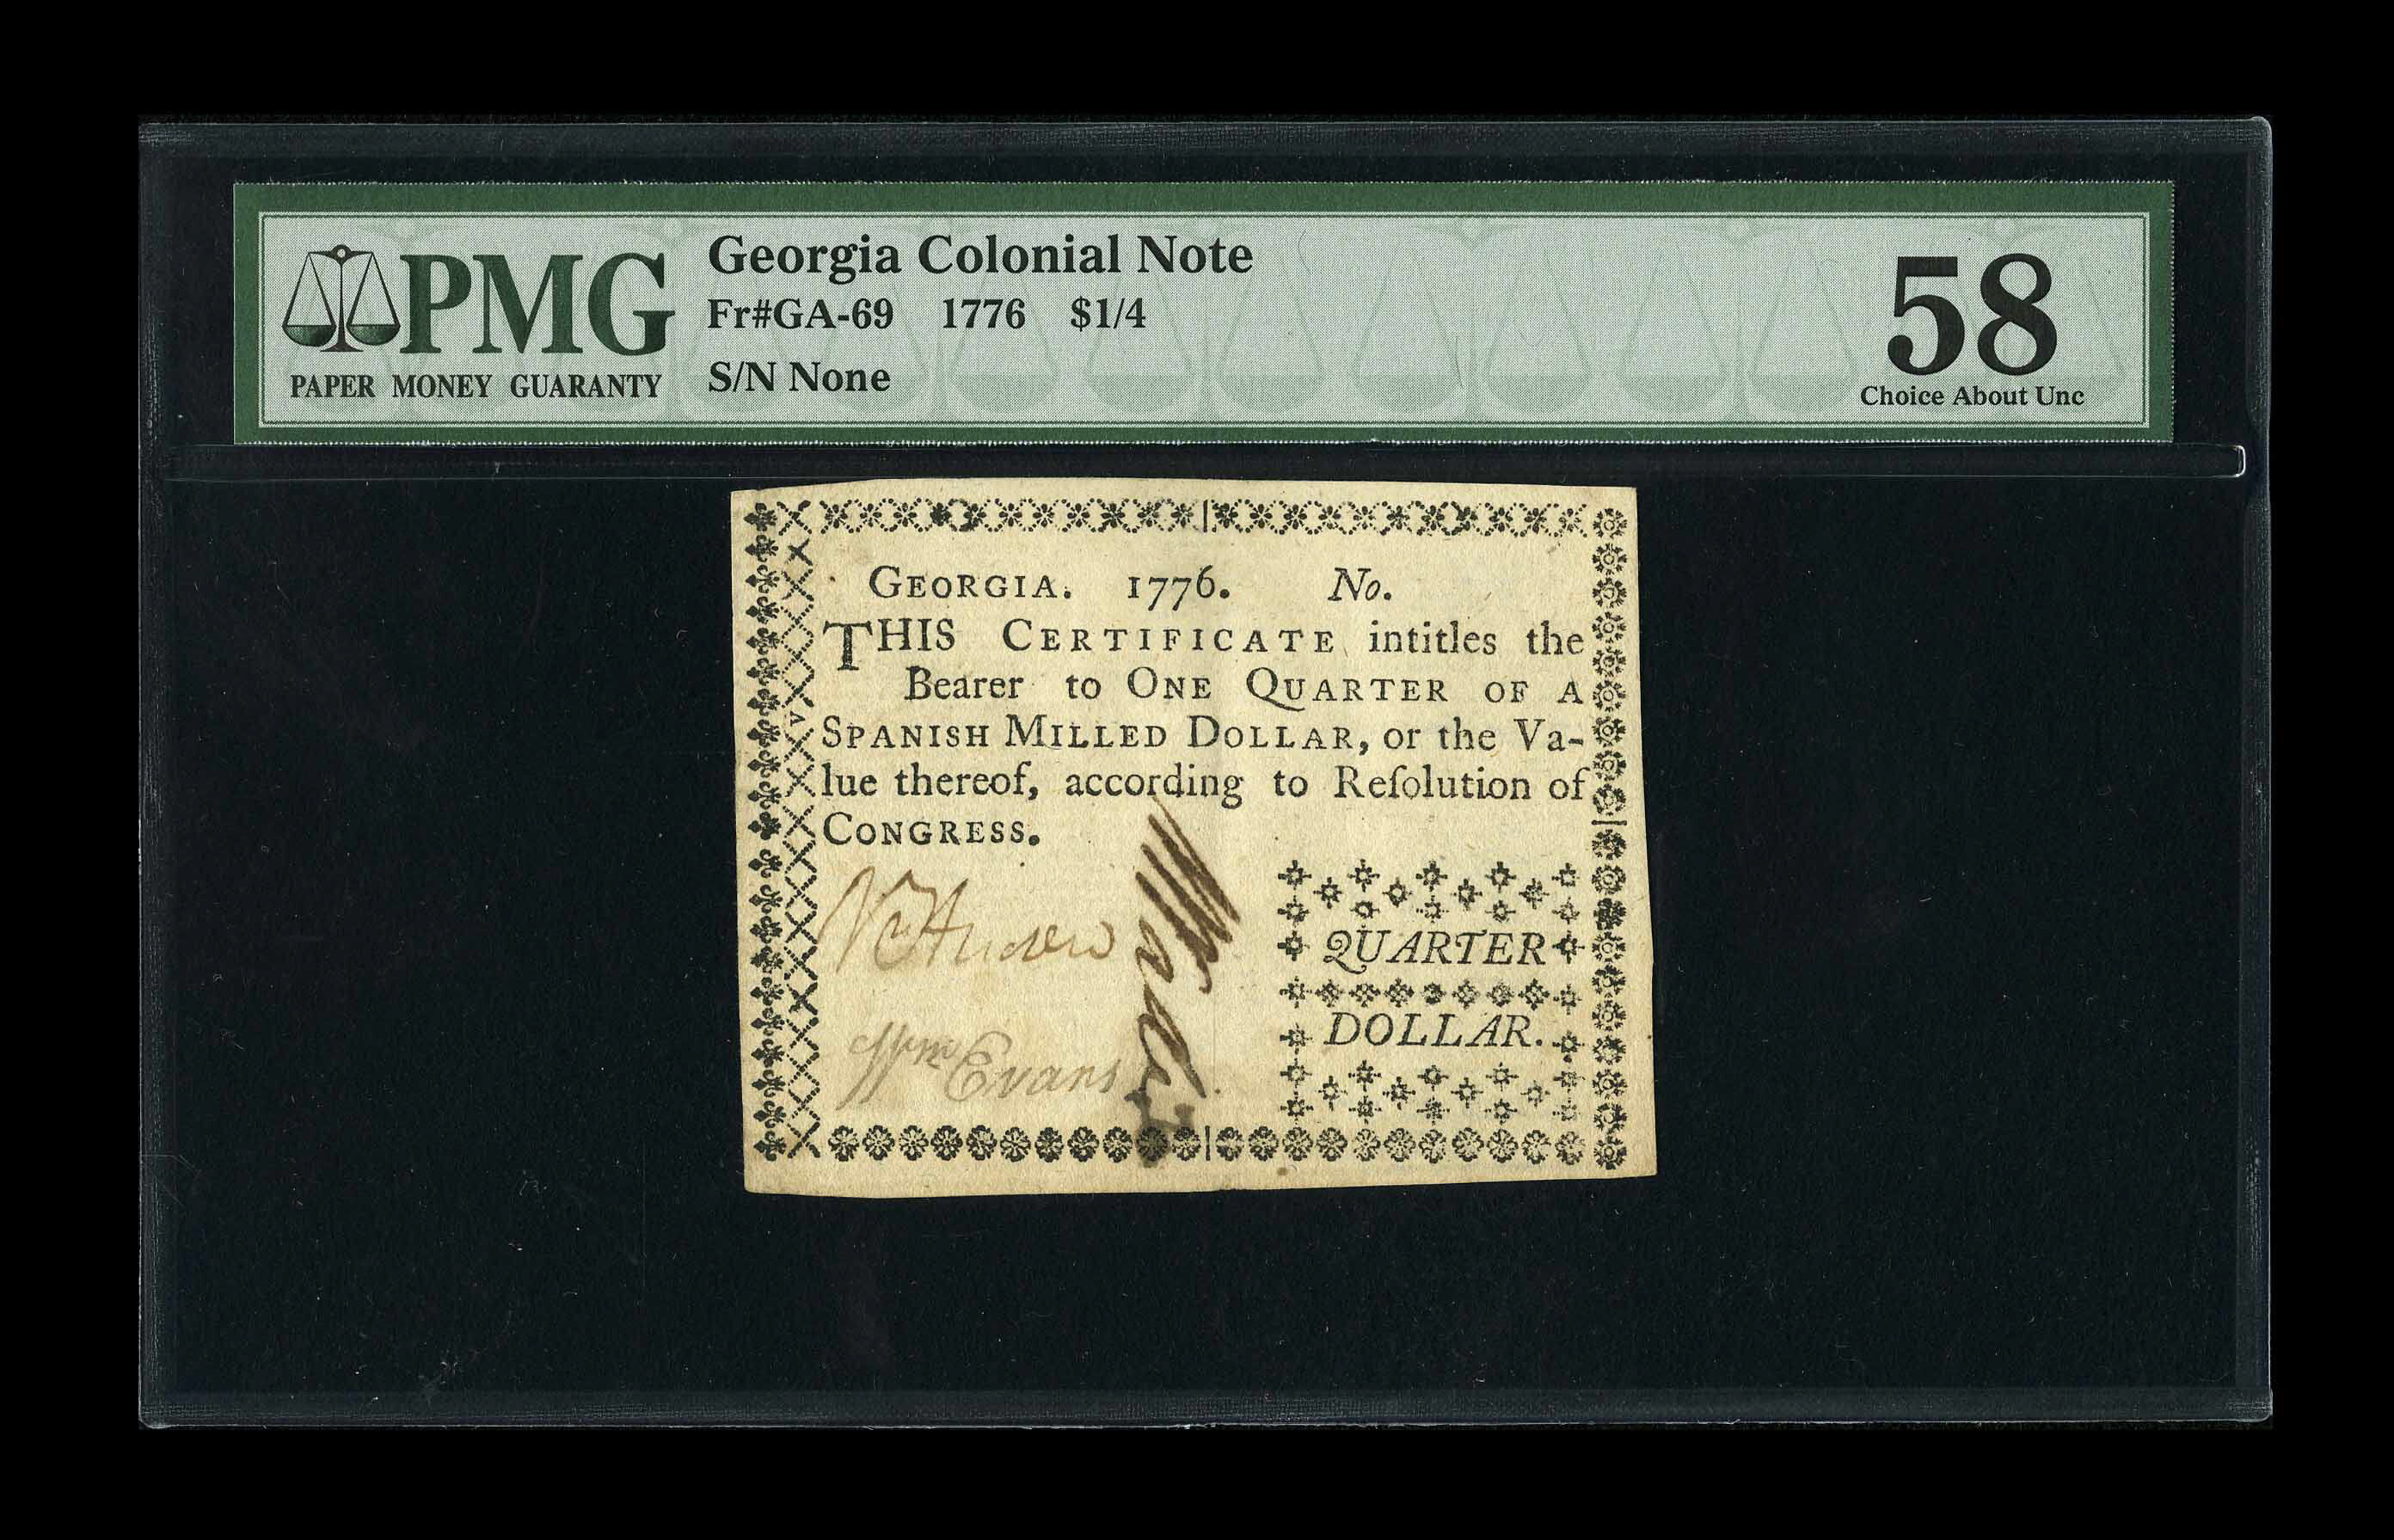 PMG
PAPER MONEY GUARANTY
Georgia Colonial Note
Fr#GA-69 1776 $1/4
S/N None
58
Choice About Unc
GEORGIA. 1776. No.
THIS CERTIFICATE intitles the
Bearer to ONE QUARTER OF A
SPANISH MILLED DOLLAR, or the Va-
lue thereof, according to Reſolution of
CONGRESS.
Wm Evans
QUARTER
DOLLAR.